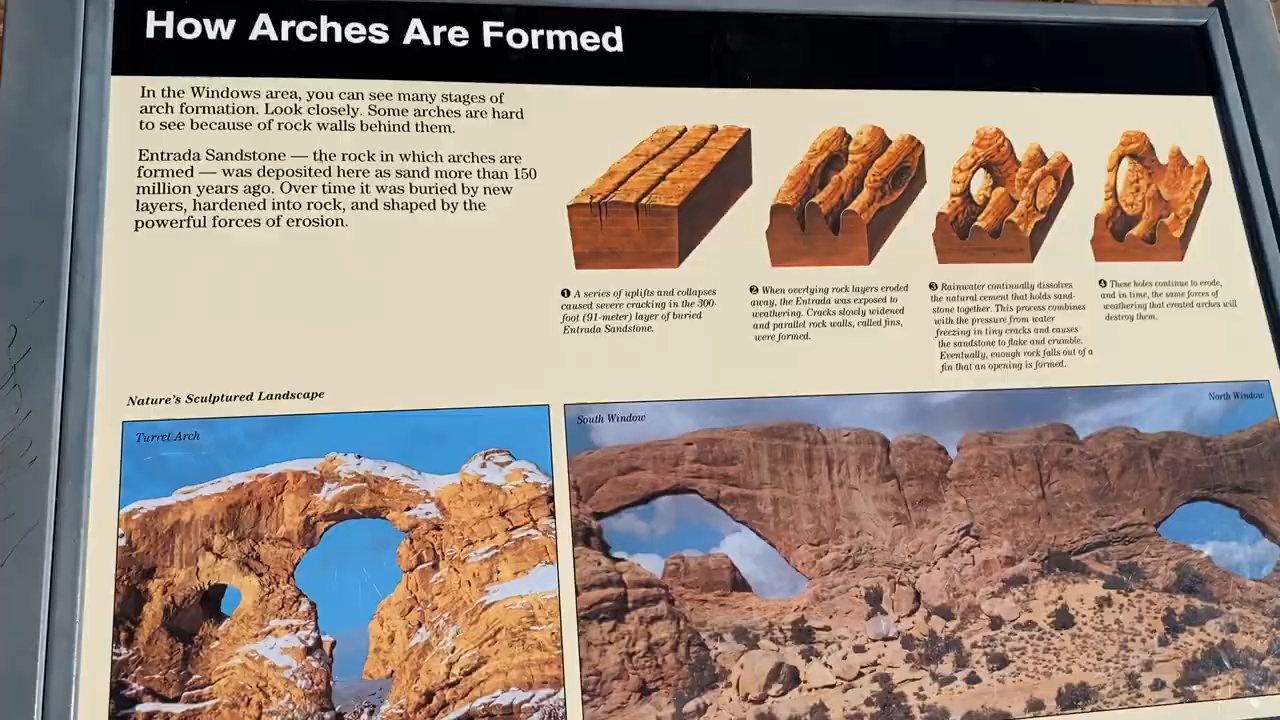 How Arches Are Formed
In the Windows area, you can see many stages of
arch formation. Look closely. Some arches are hard
to see because of rock walls behind them.
Entrada Sandstone — the rock in which arches are
formed — was deposited here as sand more than 150
million years ago. Over time it was buried by new
layers, hardened into rock, and shaped by the
powerful forces of erosion.
❶ A series of uplifts and collapses
caused severe cracking in the 300-
foot (91-meter) layer of buried
Entrada Sandstone.
❷ When overlying rock layers eroded
away, the Entrada was exposed to
weathering. Cracks slowly widened
and parallel rock walls, called fins,
were formed.
❸ Rainwater continually dissolves
the natural cement that holds sand-
stone together. This process combines
with the pressure from water
freezing in tiny cracks and causes
the sandstone to flake and crumble.
Eventually, enough rock falls out of a
fin that an opening is formed.
❹ These holes continue to erode,
and in time, the same forces of
weathering that created arches will
destroy them.
Nature's Sculptured Landscape
Turret Arch
South Window
North Window